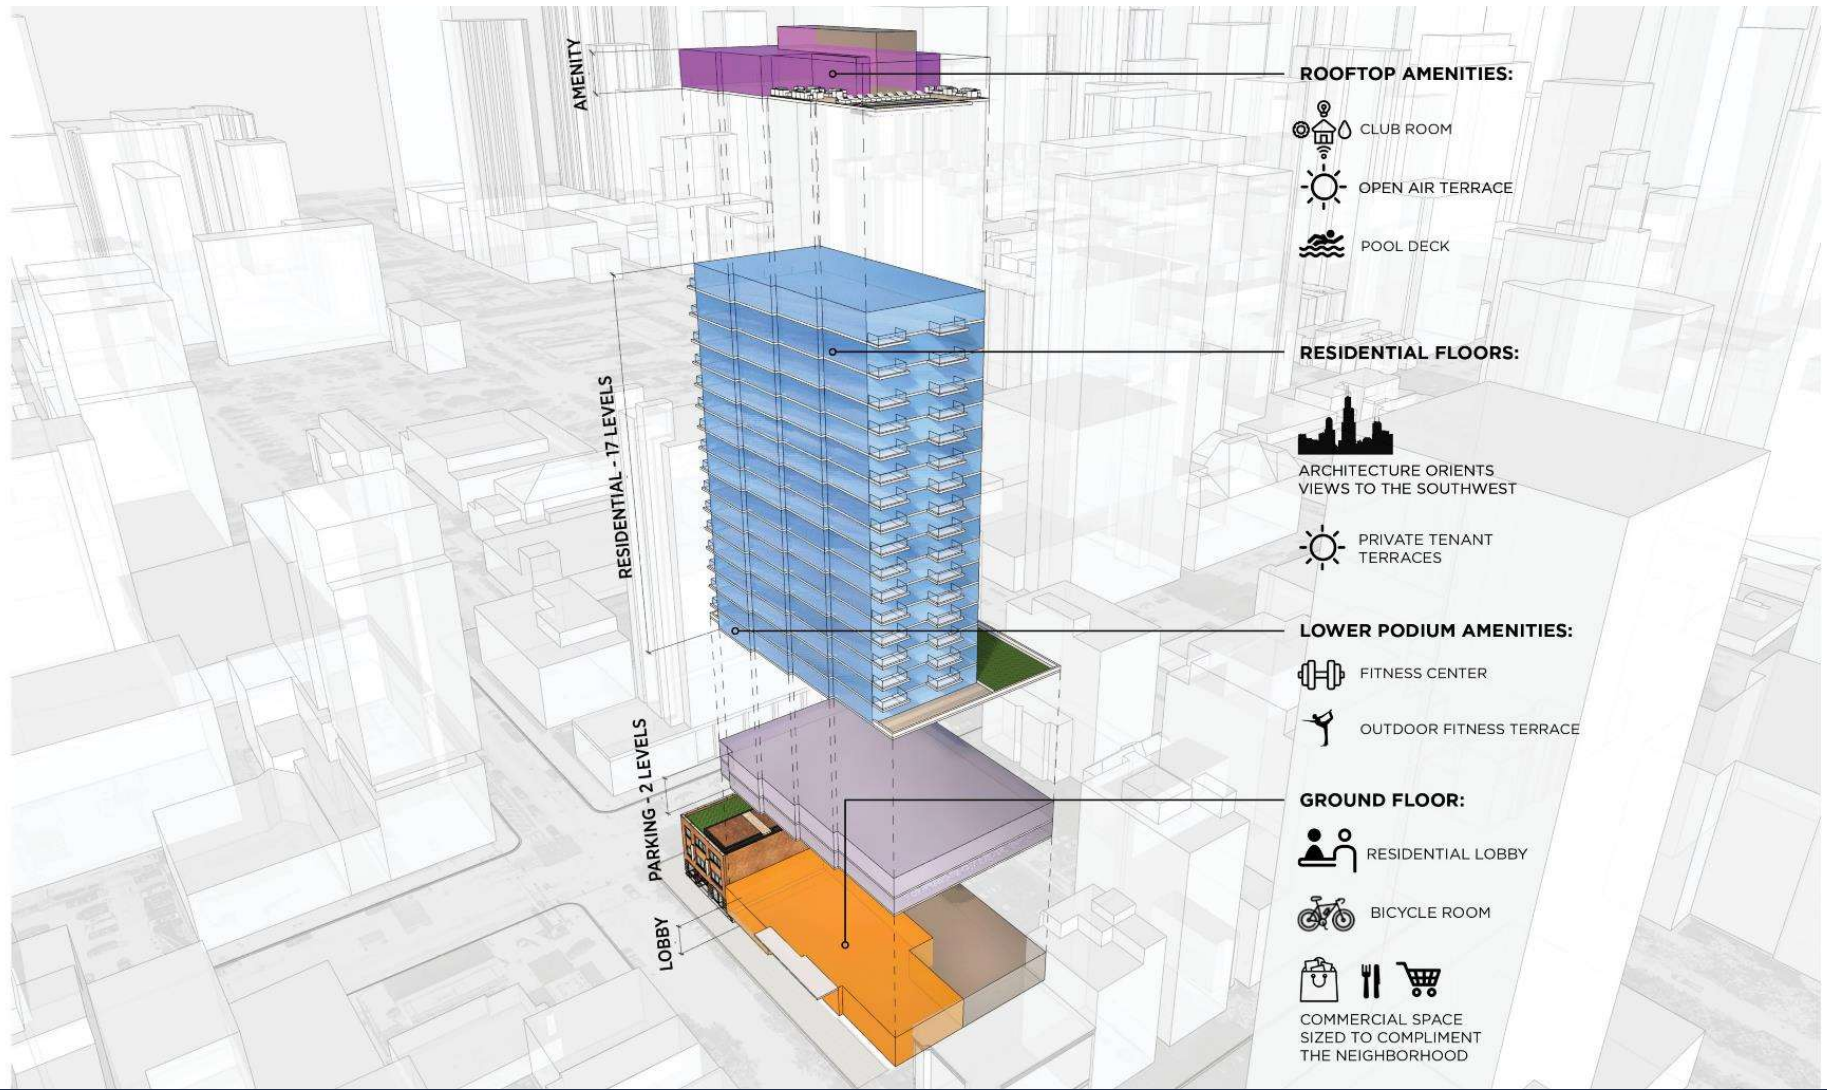 AMENITY
ROOFTOP AMENITIES:
CLUB ROOM
OPEN AIR TERRACE
POOL DECK
RESIDENTIAL - 17 LEVELS
RESIDENTIAL FLOORS:
ARCHITECTURE ORIENTS
VIEWS TO THE SOUTHWEST
PRIVATE TENANT
TERRACES
LOWER PODIUM AMENITIES:
FITNESS CENTER
OUTDOOR FITNESS TERRACE
PARKING - 2 LEVELS
GROUND FLOOR:
RESIDENTIAL LOBBY
BICYCLE ROOM
LOBBY
COMMERCIAL SPACE
SIZED TO COMPLIMENT
THE NEIGHBORHOOD